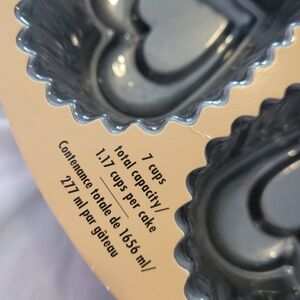 7 cups
total capacity/
1.17 cups per cake
Contenance totale de 1656 ml/
277 ml par gâteau